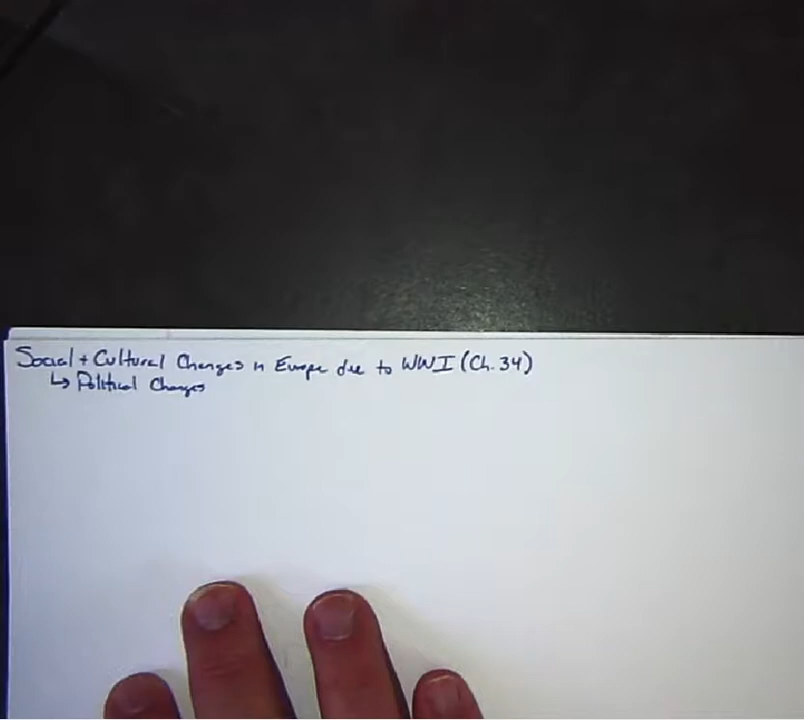 Social + Cultural Changes in Europe due to WWI (Ch. 34)
↳ Political Changes